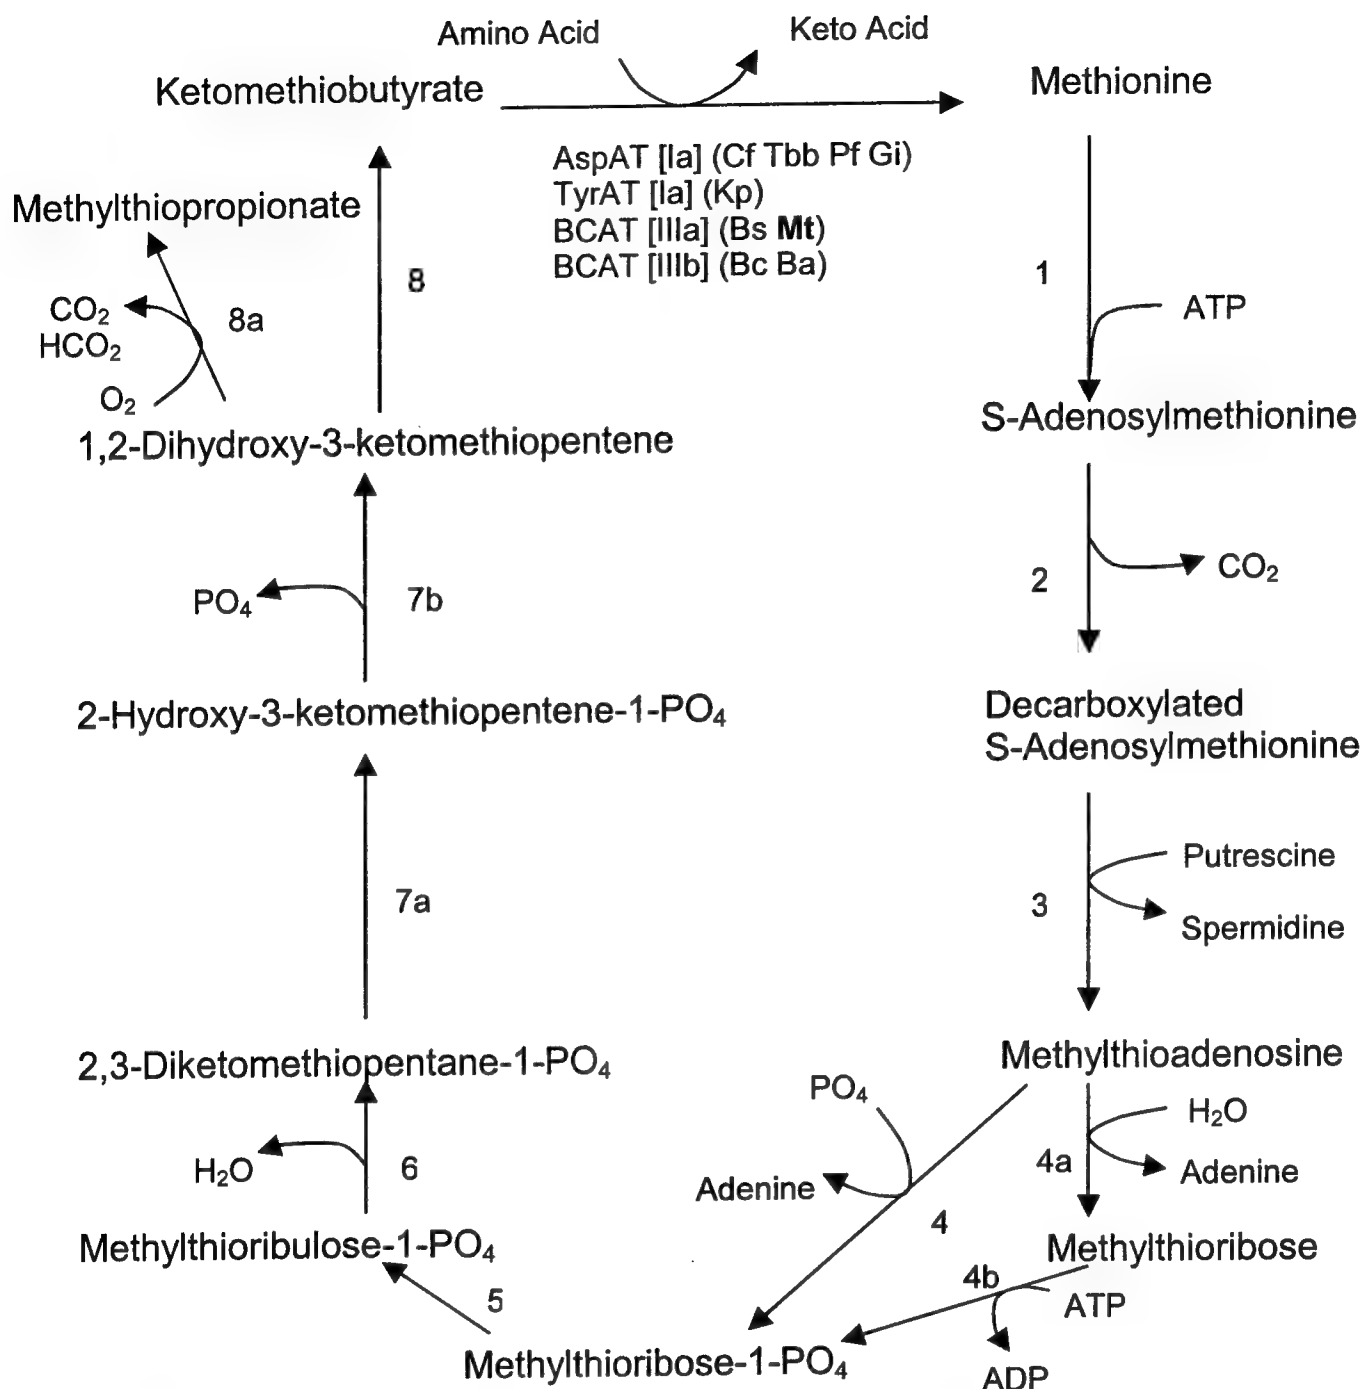 Amino Acid
Keto Acid
Ketomethiobutyrate
Methionine
AspAT [Ia] (Cf Tbb Pf Gi)
TyrAT [Ia] (Kp)
BCAT [IIIa] (Bs Mt)
BCAT [IIIb] (Bc Ba)
Methylthiopropionate
8
1
CO₂
HCO₂
8a
ATP
O₂
S-Adenosylmethionine
1,2-Dihydroxy-3-ketomethiopentene
PO₄
7b
2
CO₂
2-Hydroxy-3-ketomethiopentene-1-PO₄
Decarboxylated
S-Adenosylmethionine
7a
3
Putrescine
Spermidine
2,3-Diketomethiopentane-1-PO₄
Methylthioadenosine
PO₄
H₂O
H₂O
6
Adenine
4a
Adenine
4
Methylthioribulose-1-PO₄
Methylthioribose
5
4b
ATP
Methylthioribose-1-PO₄
ADP